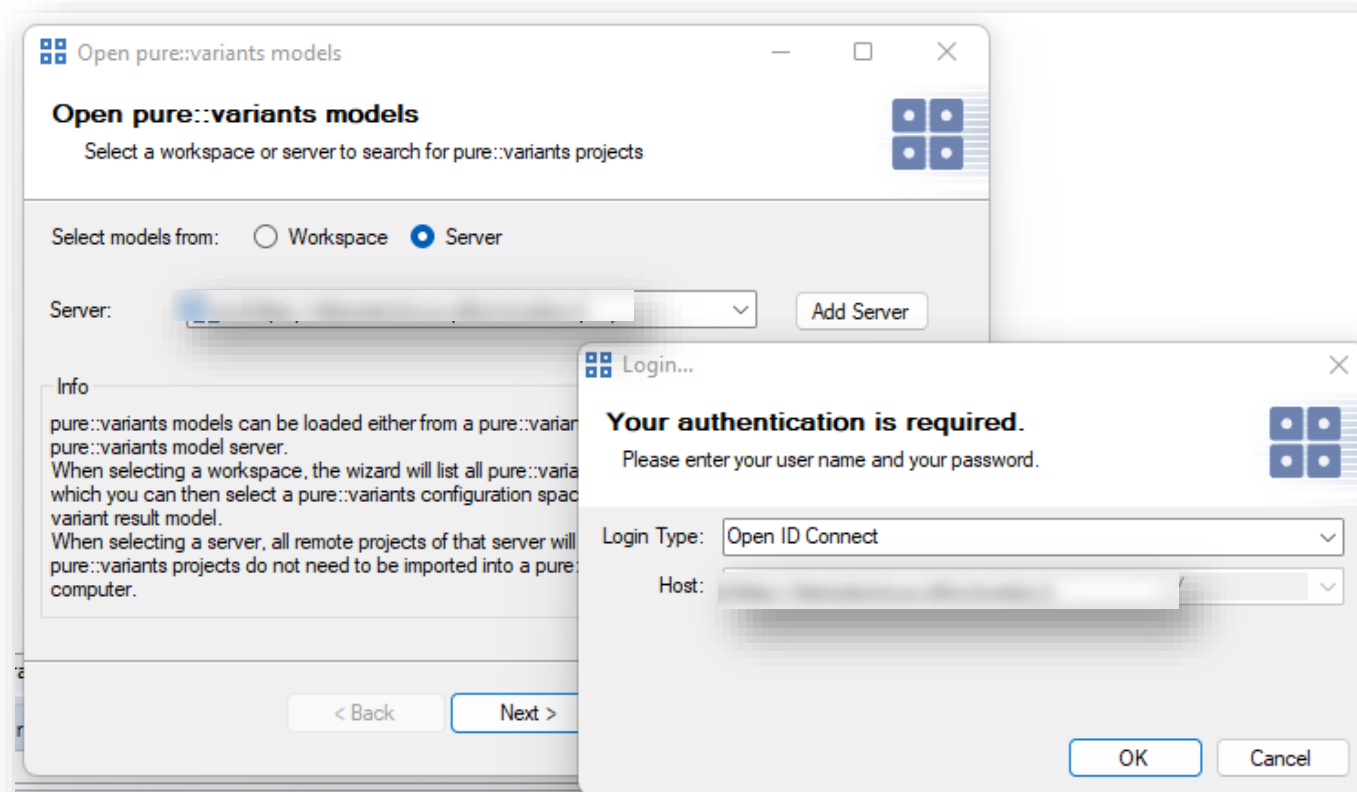 Open pure::variants models
Open pure::variants models
Select a workspace or server to search for pure::variants projects
Select models from:
Workspace
Server
Server:
Add Server
Info
pure::variants models can be loaded either from a pure::varian
pure::variants model server.
When selecting a workspace, the wizard will list all pure::varia
which you can then select a pure::variants configuration spac
variant result model.
When selecting a server, all remote projects of that server will
pure::variants projects do not need to be imported into a pure:
computer.
< Back
Next >
Login...
Your authentication is required.
Please enter your user name and your password.
Login Type:
Open ID Connect
Host:
OK
Cancel